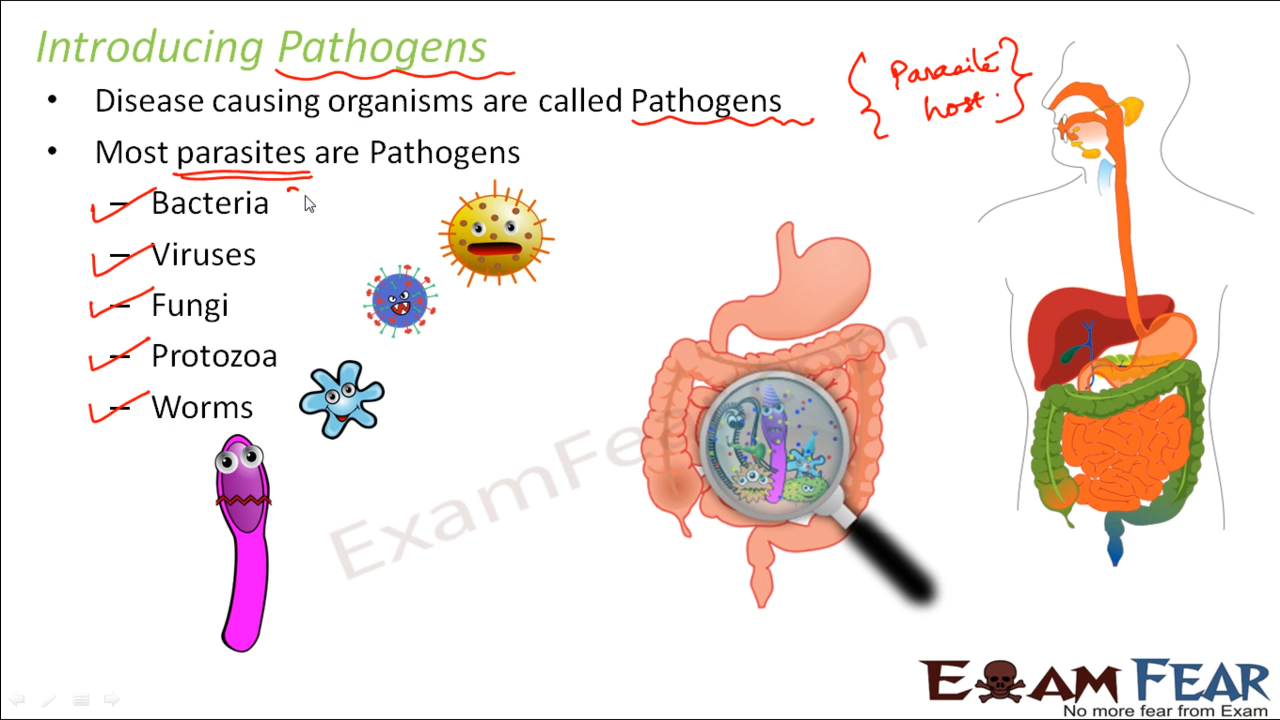 Introducing Pathogens
• Disease causing organisms are called Pathogens
• Most parasites are Pathogens
– Bacteria
– Viruses
– Fungi
– Protozoa
– Worms
{ Parasite
host. }
ExamFear.com
EXAM FEAR
No more fear from Exam